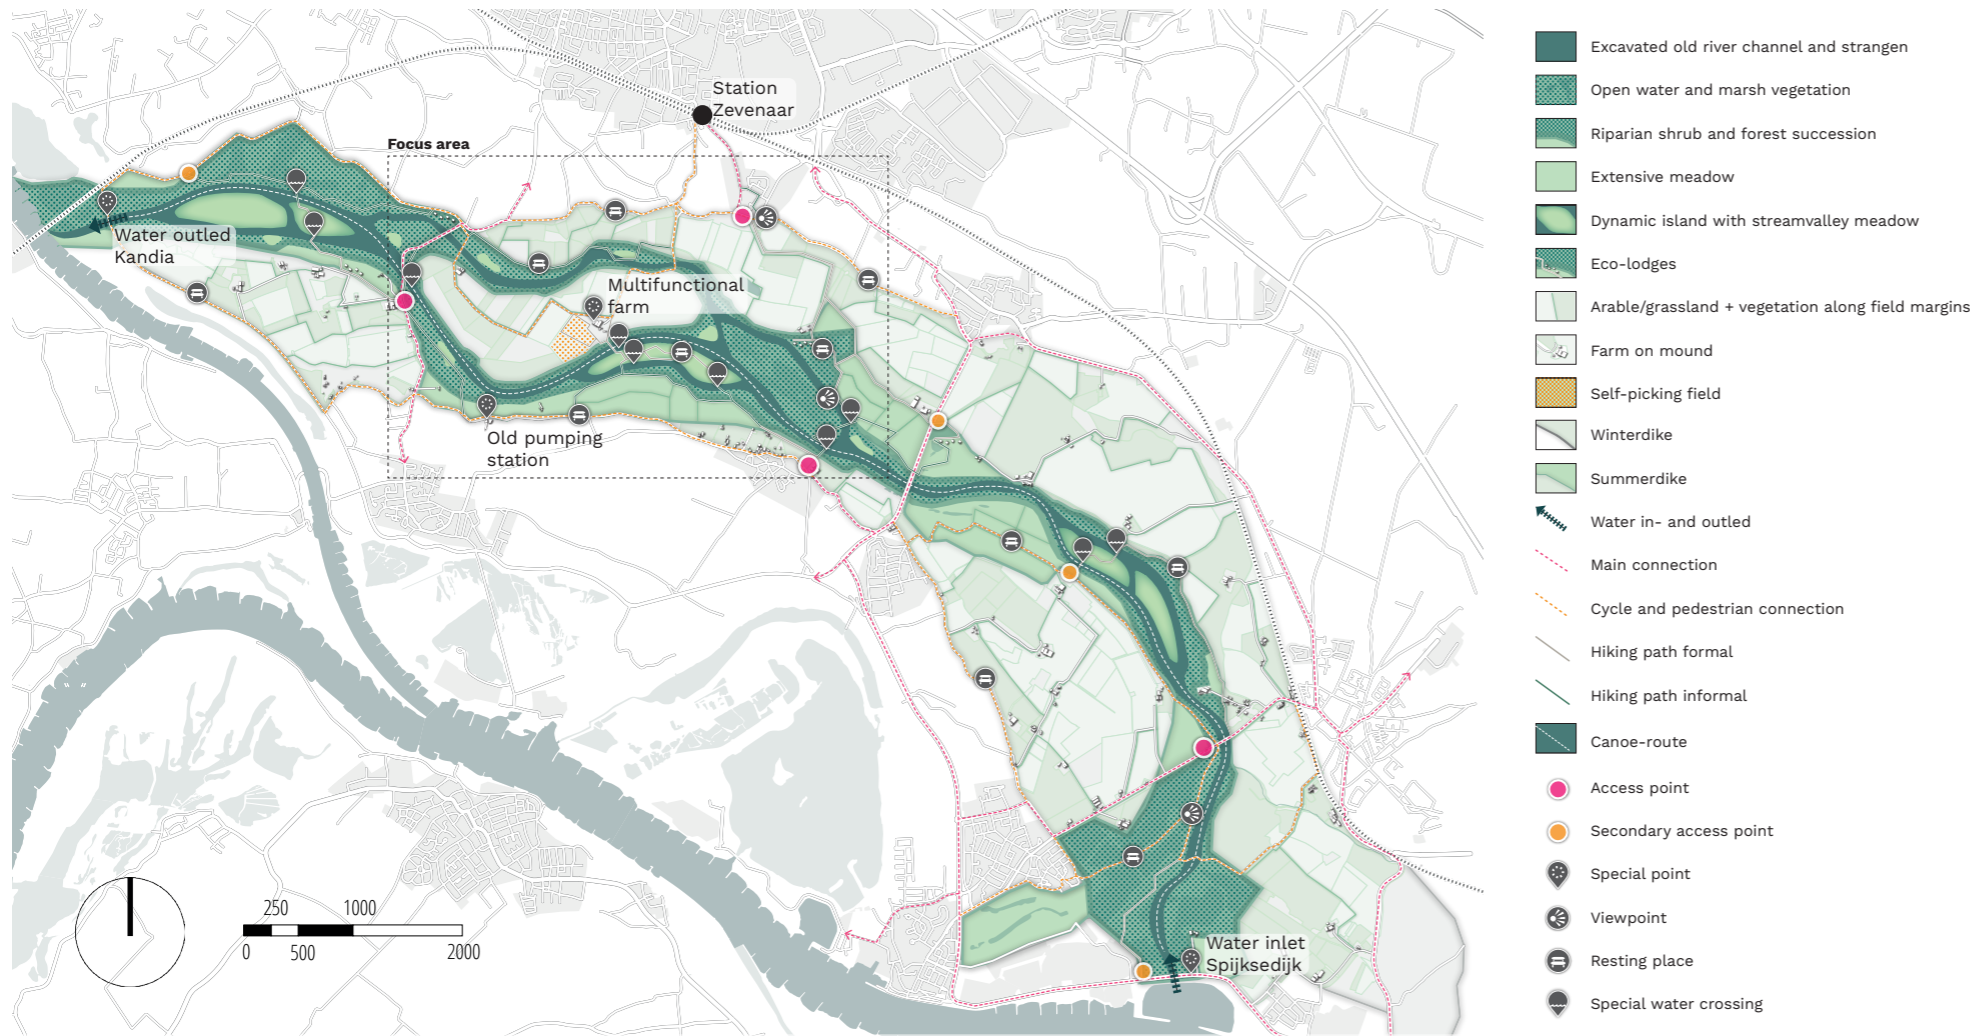 Station
Zevenaar
Focus area
Water outled
Kandia
Multifunctional
farm
Old pumping
station
Water inlet
Spijksedijk
250
1000
0
500
2000
Excavated old river channel and strangen
Open water and marsh vegetation
Riparian shrub and forest succession
Extensive meadow
Dynamic island with streamvalley meadow
Eco-lodges
Arable/grassland + vegetation along field margins
Farm on mound
Self-picking field
Winterdike
Summerdike
Water in- and outled
Main connection
Cycle and pedestrian connection
Hiking path formal
Hiking path informal
Canoe-route
Access point
Secondary access point
Special point
Viewpoint
Resting place
Special water crossing